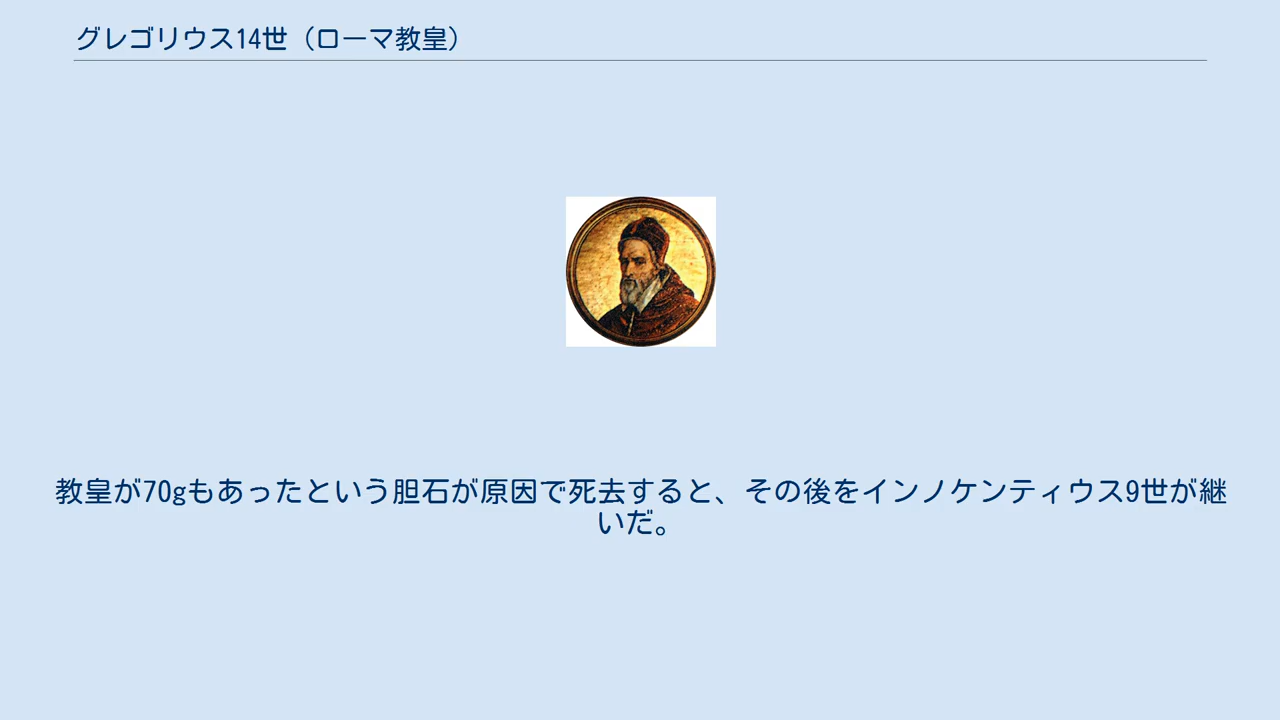 グレゴリウス14世（ローマ教皇）
教皇が70gもあったという胆石が原因で死去すると、その後をインノケンティウス9世が継
いだ。